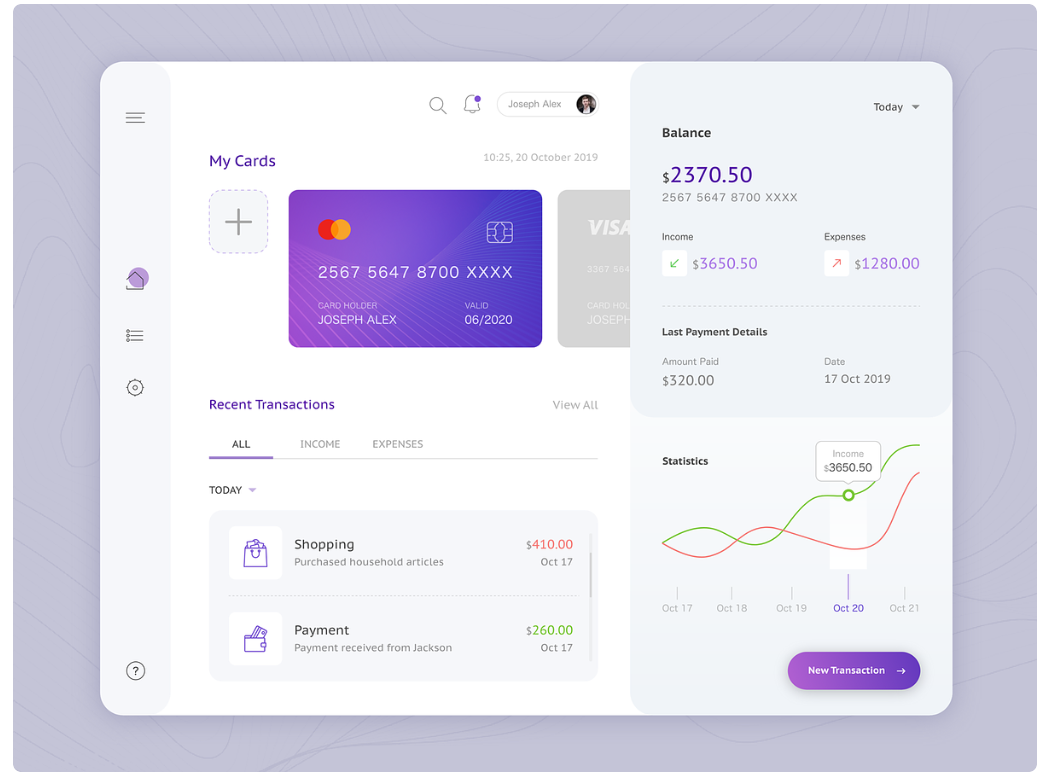 Joseph Alex
My Cards
10:25, 20 October 2019
2567 5647 8700 XXXX
CARD HOLDER
JOSEPH ALEX
VALID
06/2020
VISA
3367 564
CARD HOL
JOSEPH
Recent Transactions
View All
ALL
INCOME
EXPENSES
TODAY
Shopping
$410.00
Purchased household articles
Oct 17
Payment
$260.00
Payment received from Jackson
Oct 17
?
Today
Balance
$2370.50
2567 5647 8700 XXXX
Income
$3650.50
Expenses
$1280.00
Last Payment Details
Amount Paid
$320.00
Date
17 Oct 2019
Statistics
Income
$3650.50
Oct 17
Oct 18
Oct 19
Oct 20
Oct 21
New Transaction →